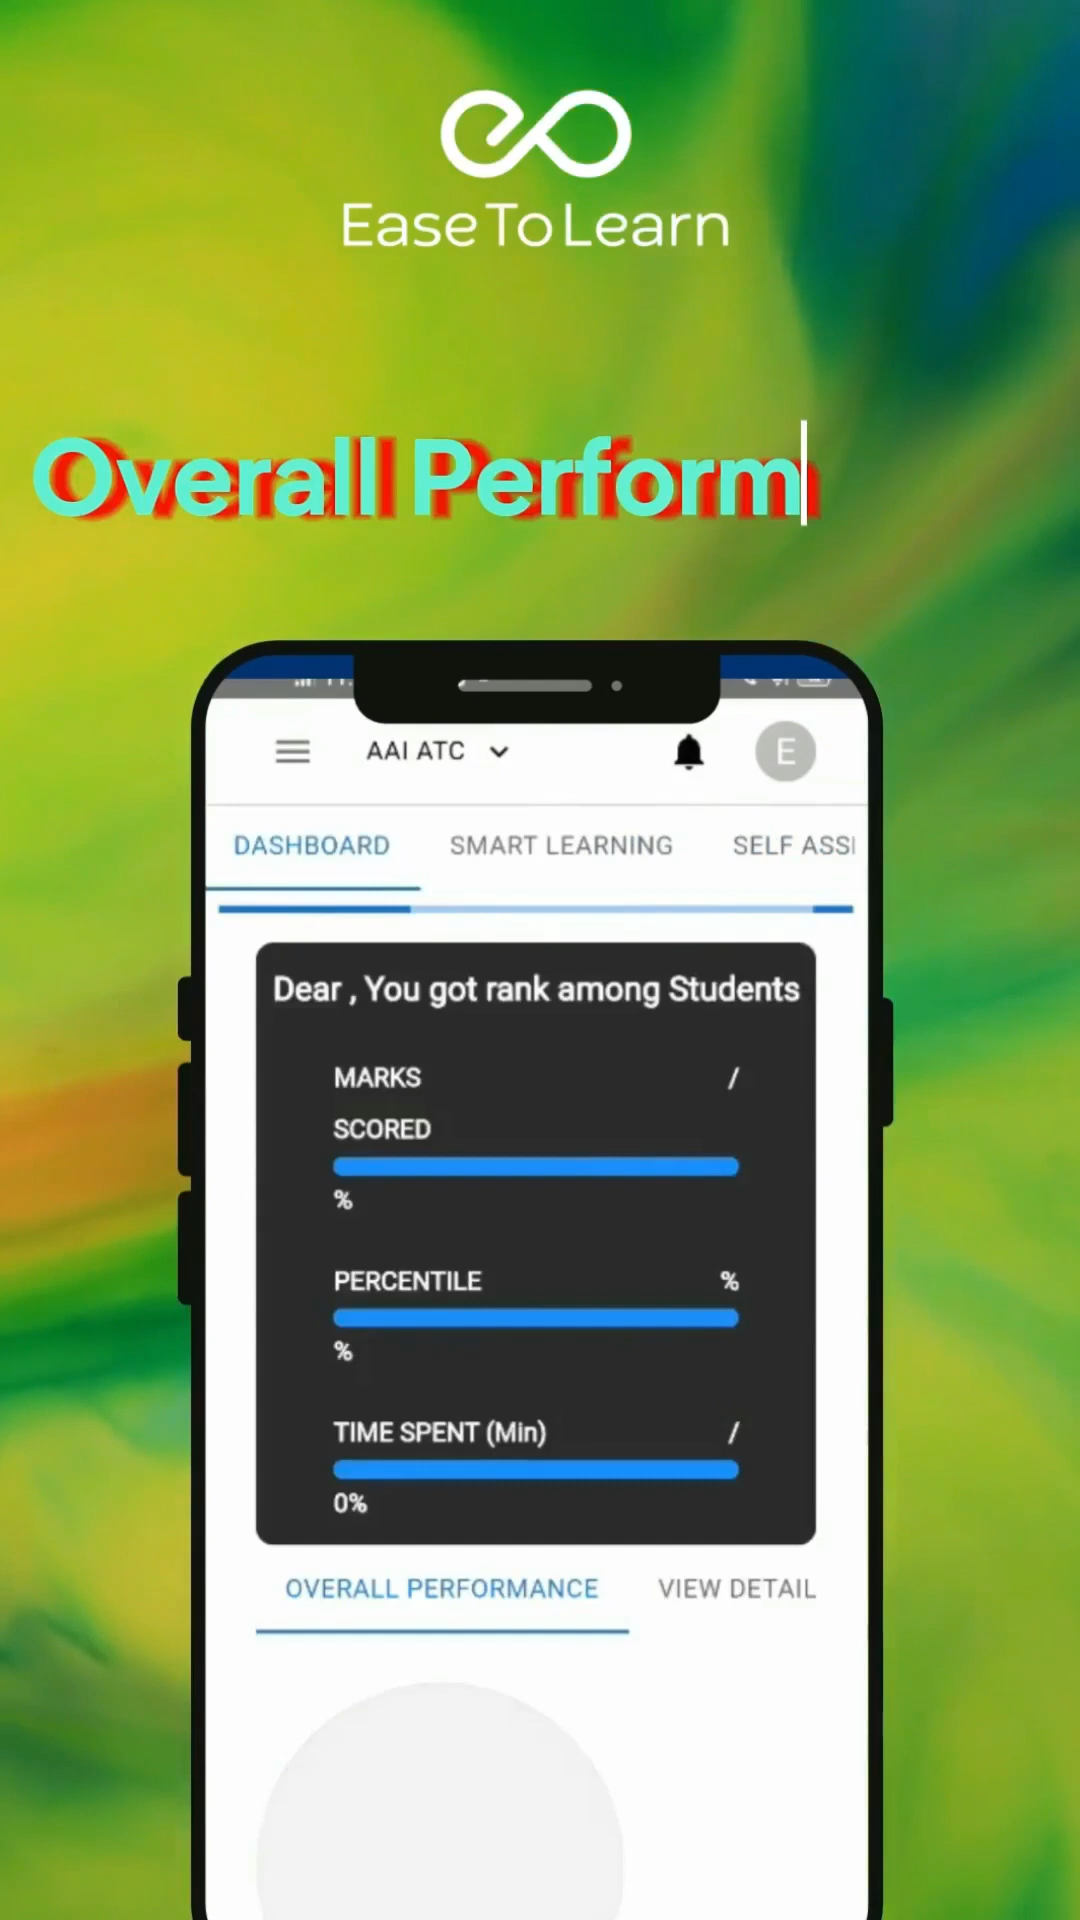 EaseToLearn
Overall Perform
AAI ATC
E
DASHBOARD SMART LEARNING SELF ASSI
Dear , You got rank among Students
MARKS /
SCORED
%
PERCENTILE %
%
TIME SPENT (Min) /
0%
OVERALL PERFORMANCE VIEW DETAIL